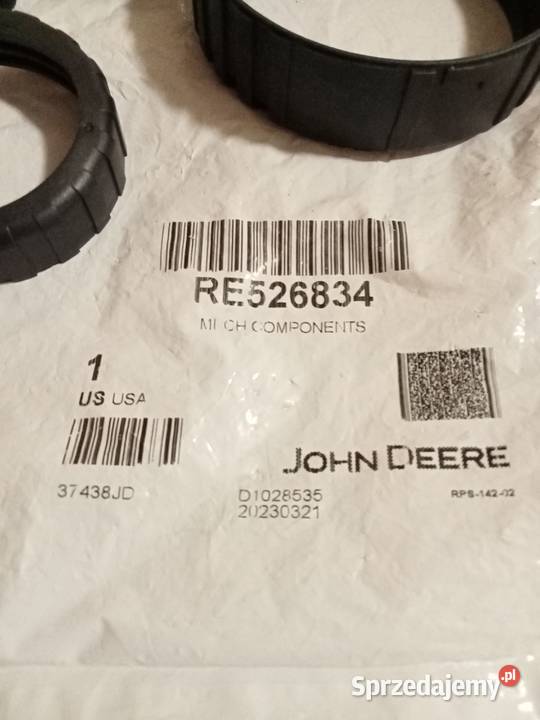 RE526834
MECH COMPONENTS
1
US USA
JOHN DEERE
37438JD
D1028535
RPS-142-02
20230321
Sprzedajemy.pl